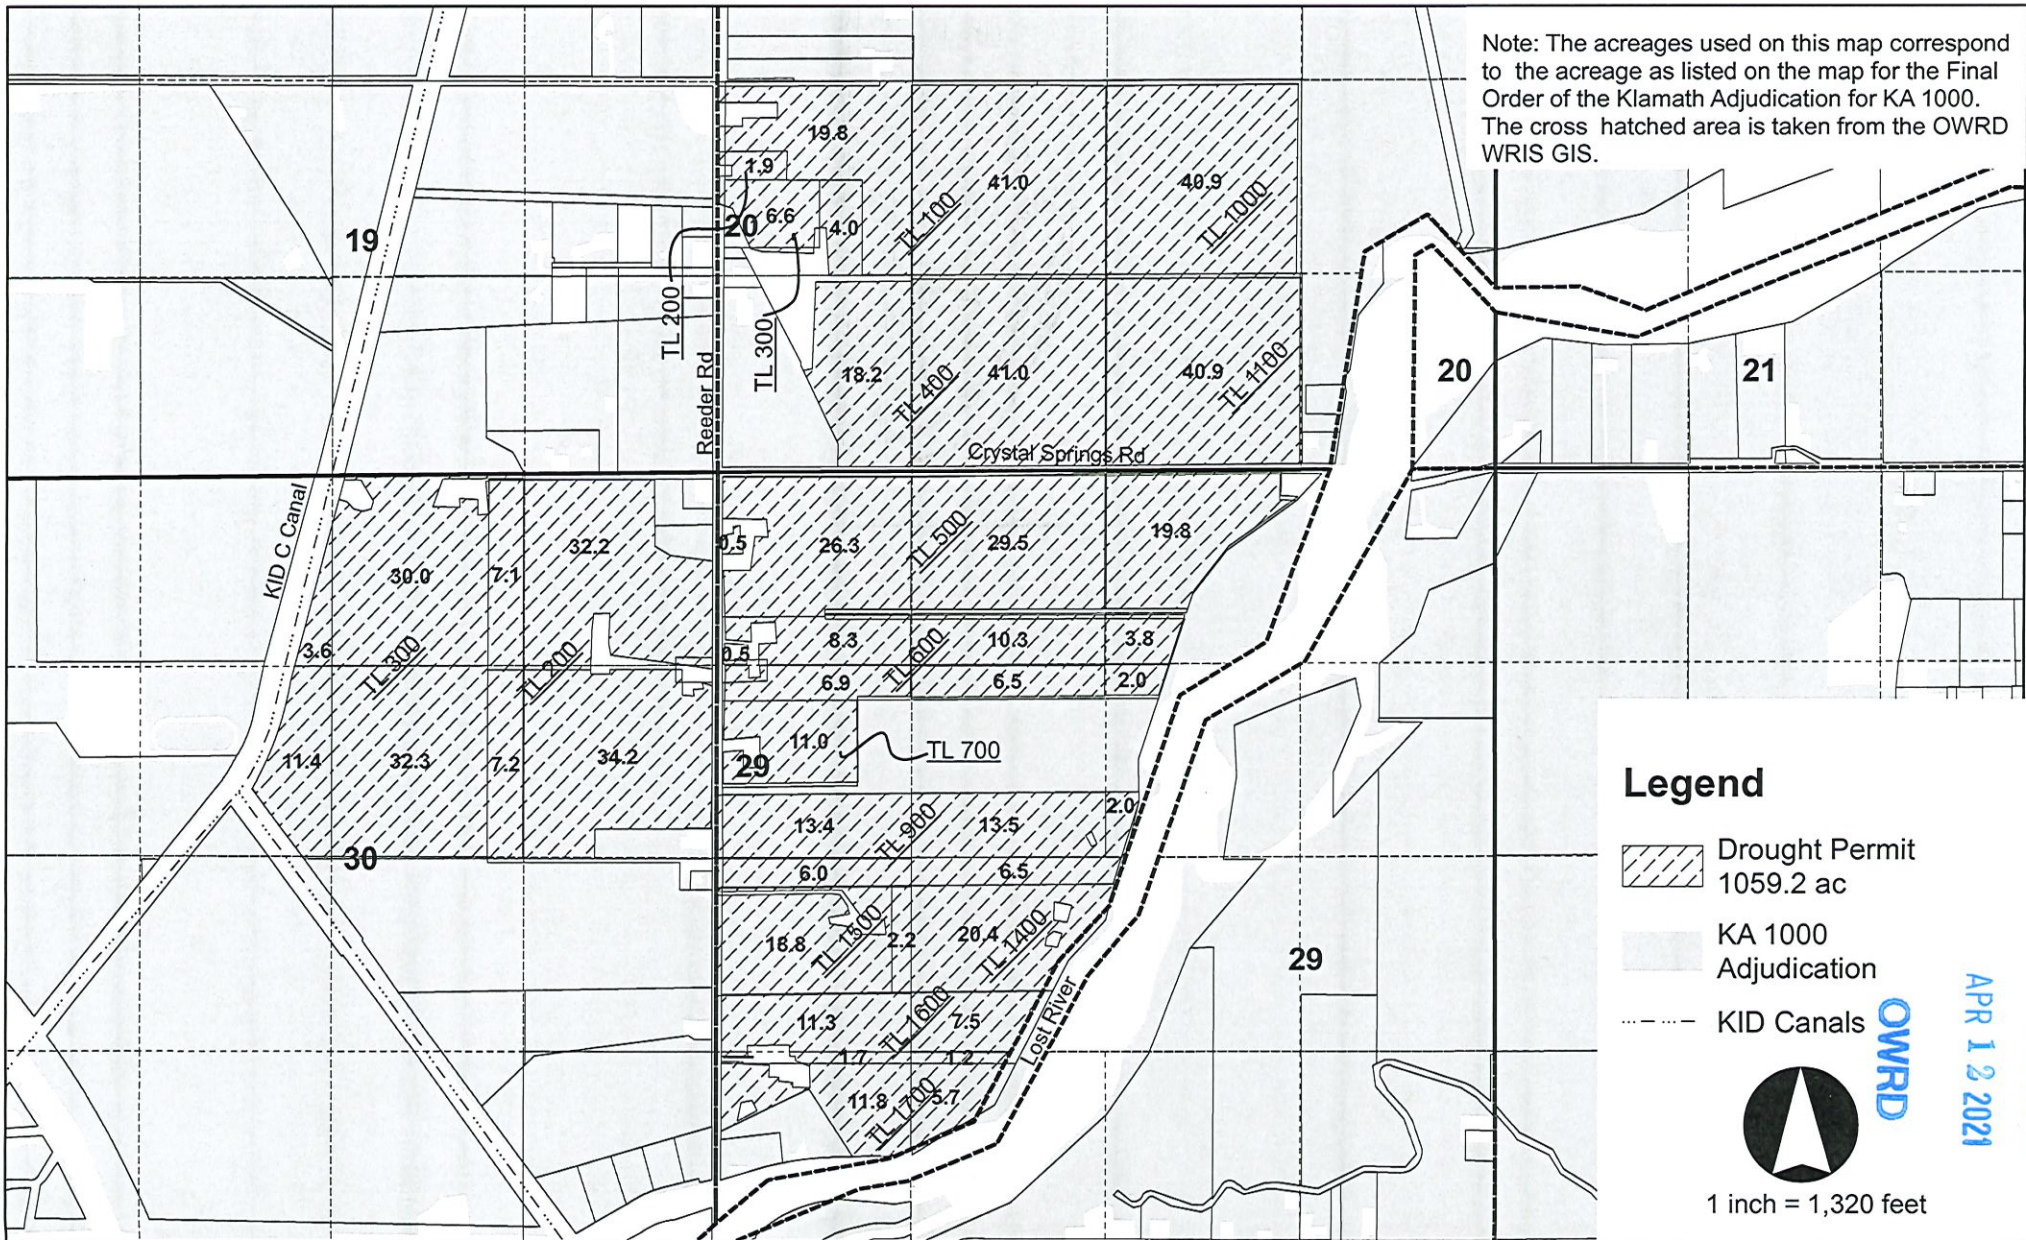 Note: The acreages used on this map correspond
to the acreage as listed on the map for the Final
Order of the Klamath Adjudication for KA 1000.
The cross hatched area is taken from the OWRD
WRIS GIS.
19.8
1.9
41.0
40.9
6.6
20
4.0
TL 100
TL 1000
19
TL 200
TL 300
Reeder Rd
18.2
TL 400
41.0
40.9
TL 1100
20
21
Crystal Springs Rd
KID C Canal
30.0
7.1
32.2
0.5
26.3
TL 500
29.5
19.8
3.6
TL 300
TL 200
0.5
8.3
TL 600
10.3
3.8
6.9
6.5
2.0
11.4
32.3
7.2
34.2
11.0
29
TL 700
13.4
TL 900
13.5
2.0
30
6.0
6.5
18.8
TL 1500
2.2
20.4
TL 1400
29
11.3
TL 1600
7.5
Lost River
1.7
1.2
11.8
TL 1700
5.7
Legend
Drought Permit
1059.2 ac
KA 1000
Adjudication
KID Canals
OWRD
APR 12 2021
1 inch = 1,320 feet